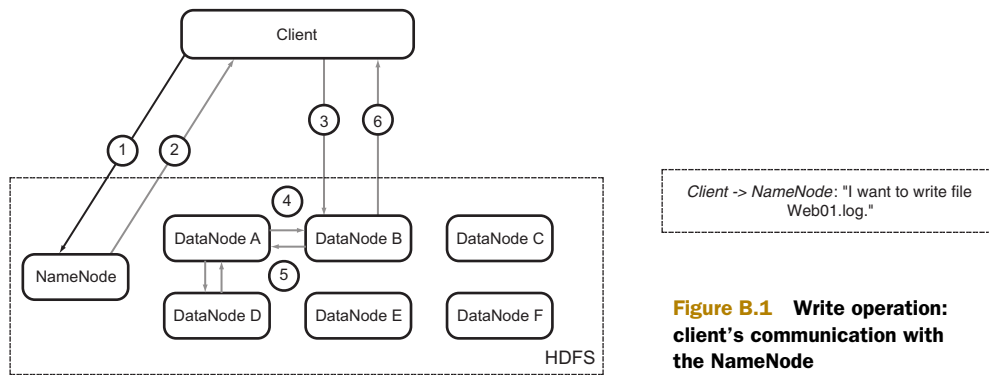 Client
1
2
3
6
4
DataNode A
DataNode B
DataNode C
NameNode
5
DataNode D
DataNode E
DataNode F
HDFS
Client -> NameNode: "I want to write file
Web01.log."
Figure B.1 Write operation:
client's communication with
the NameNode